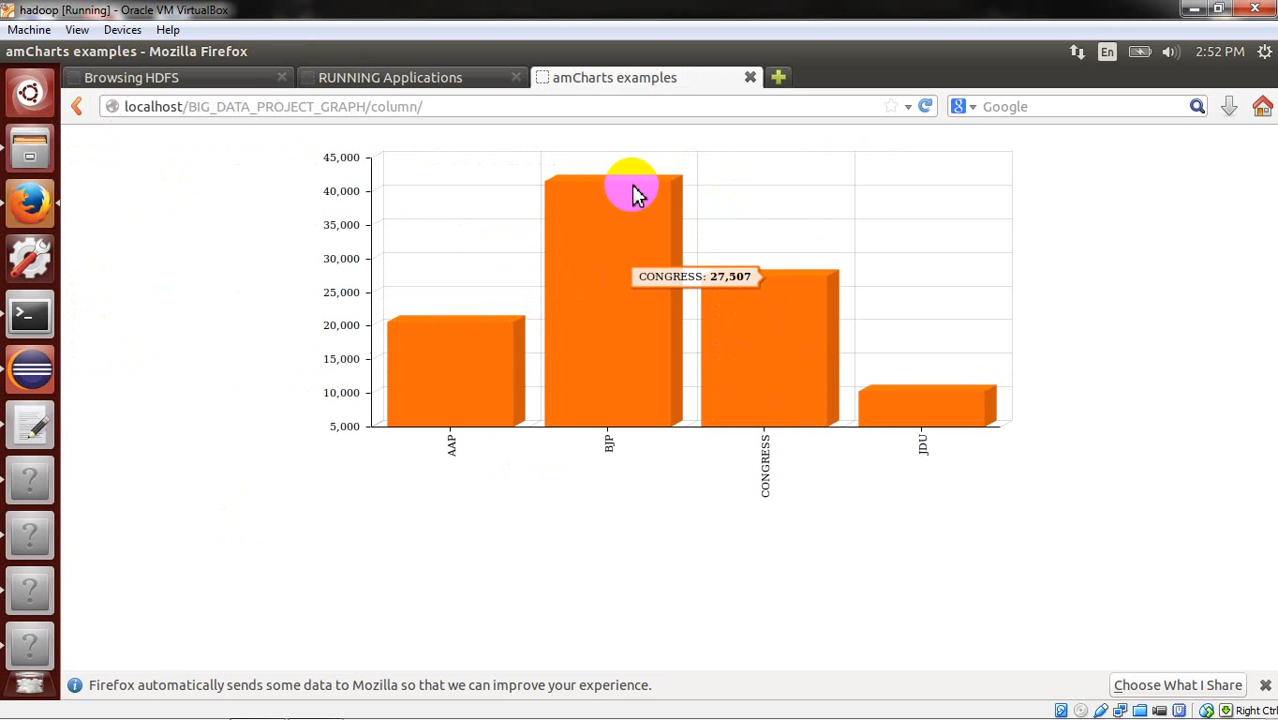 hadoop [Running] - Oracle VM VirtualBox
Machine View Devices Help
amCharts examples - Mozilla Firefox
En
2:52 PM
Browsing HDFS
RUNNING Applications
amCharts examples
localhost/BIG_DATA_PROJECT_GRAPH/column/
Google
45,000
40,000
35,000
30,000
25,000
20,000
15,000
10,000
5,000
CONGRESS: 27,507
AAP
BJP
CONGRESS
JDU
Firefox automatically sends some data to Mozilla so that we can improve your experience.
Choose What I Share
Right Ctrl